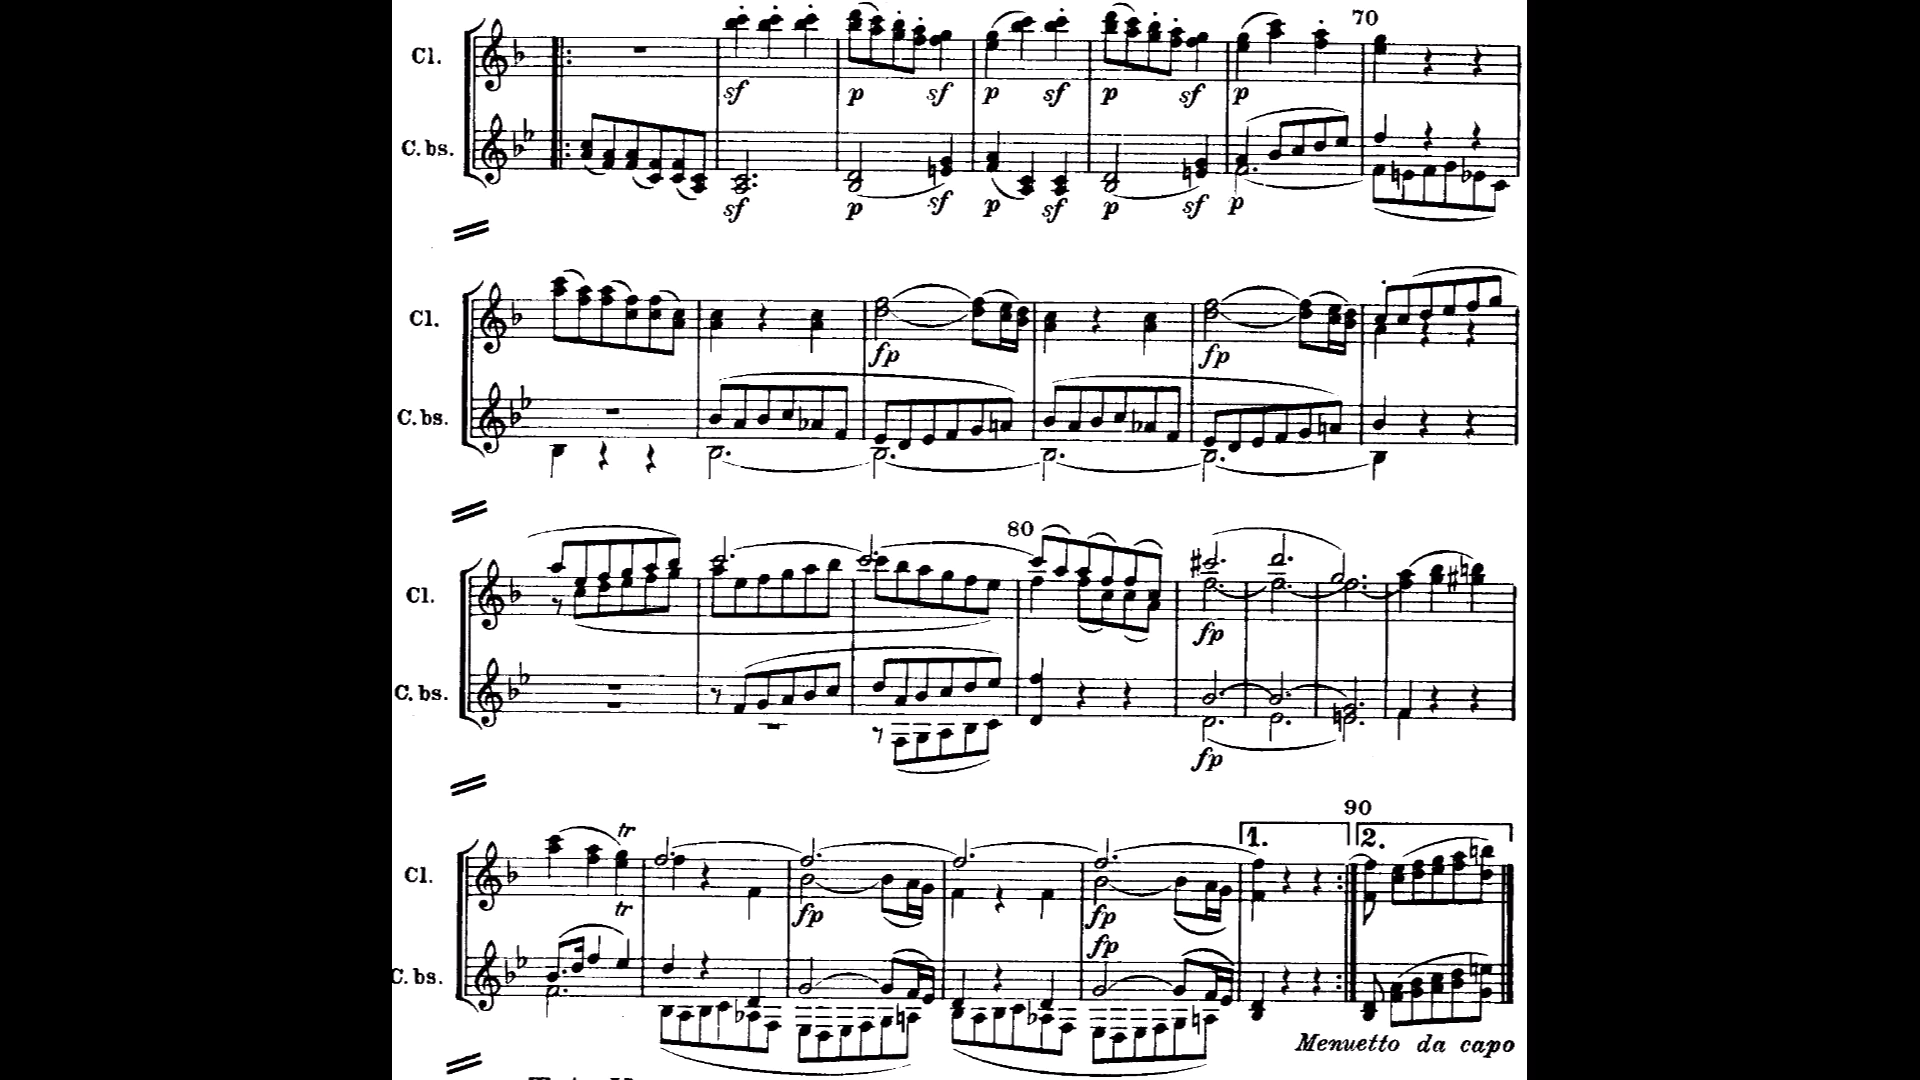 70
Cl.
sf p sf p sf p sf p
C. bs.
sf p sf p sf p sf p
Cl.
fp fp
C. bs.
80
Cl.
fp
C. bs.
fp
90
tr 1. 2.
Cl.
tr fp fp
fp
C. bs.
Menuetto da capo